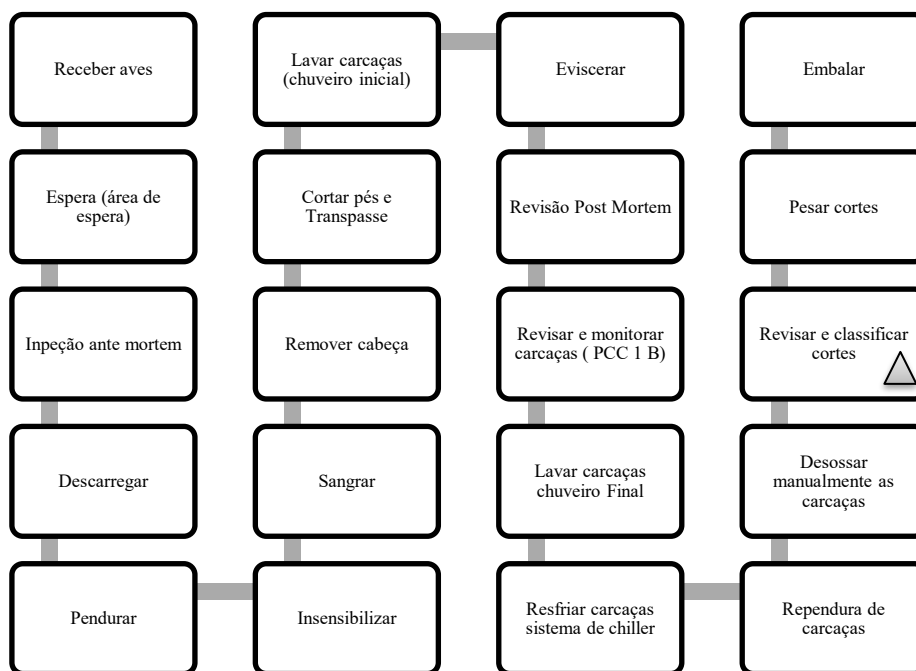 Receber aves
Espera (área de
espera)
Inpeção ante mortem
Descarregar
Pendurar
Insensibilizar
Sangrar
Remover cabeça
Cortar pés e
Transpasse
Lavar carcaças
(chuveiro inicial)
Eviscerar
Revisão Post Mortem
Revisar e monitorar
carcaças ( PCC 1 B)
Lavar carcaças
chuveiro Final
Resfriar carcaças
sistema de chiller
Rependura de
carcaças
Desossar
manualmente as
carcaças
Revisar e classificar
cortes
Pesar cortes
Embalar